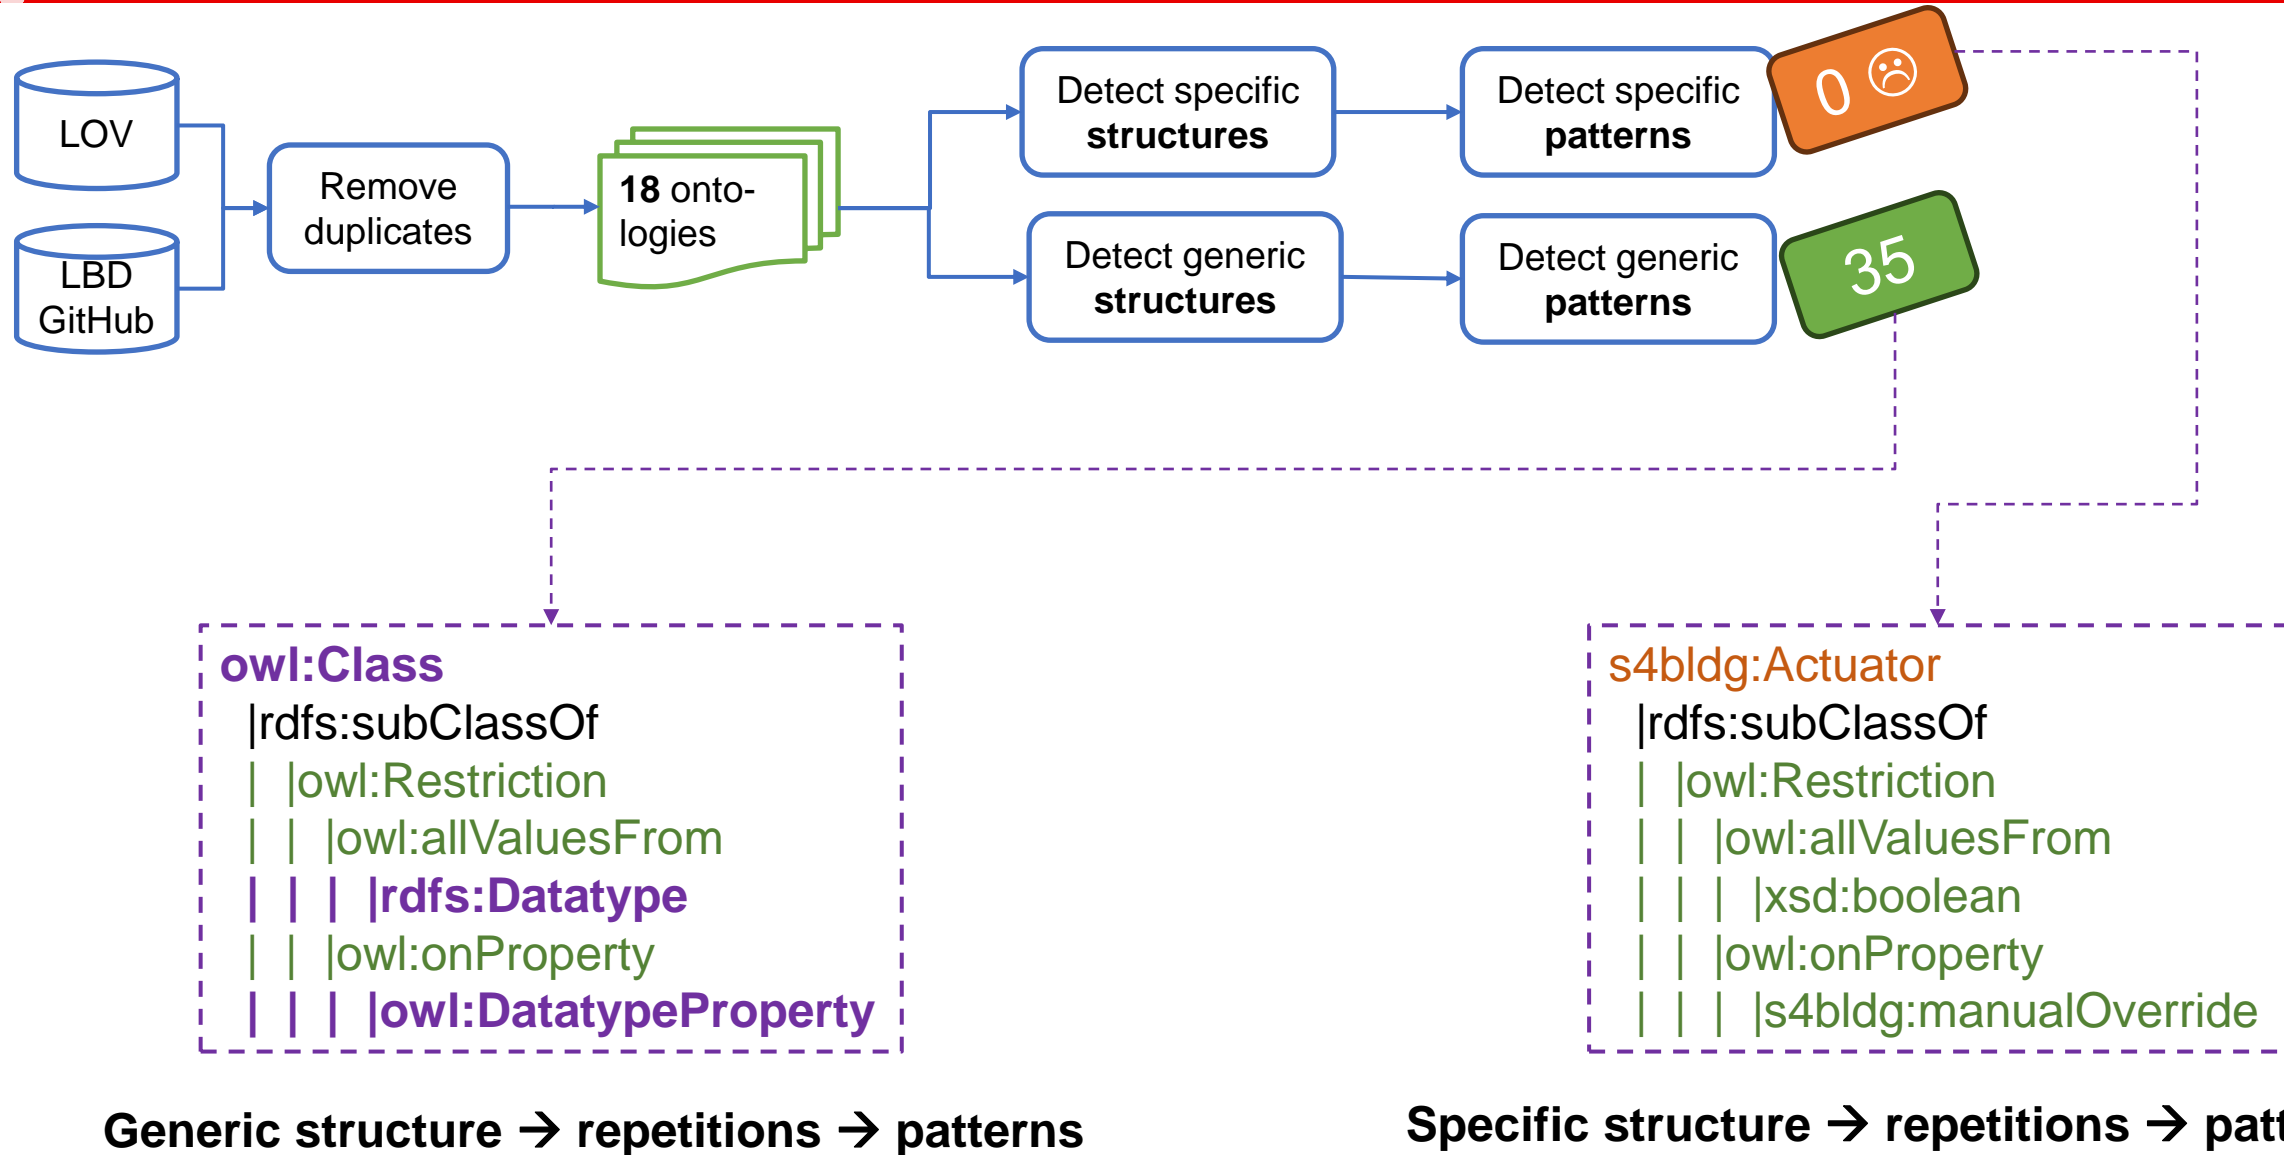 LOV
LBD
GitHub
Remove
duplicates
18 onto-
logies
Detect specific
structures
Detect specific
patterns
0 ☹
Detect generic
structures
Detect generic
patterns
35
owl:Class
|rdfs:subClassOf
| |owl:Restriction
| | |owl:allValuesFrom
| | | |rdfs:Datatype
| | |owl:onProperty
| | | |owl:DatatypeProperty
Generic structure → repetitions → patterns
s4bldg:Actuator
|rdfs:subClassOf
| |owl:Restriction
| | |owl:allValuesFrom
| | | |xsd:boolean
| | |owl:onProperty
| | | |s4bldg:manualOverride
Specific structure → repetitions →